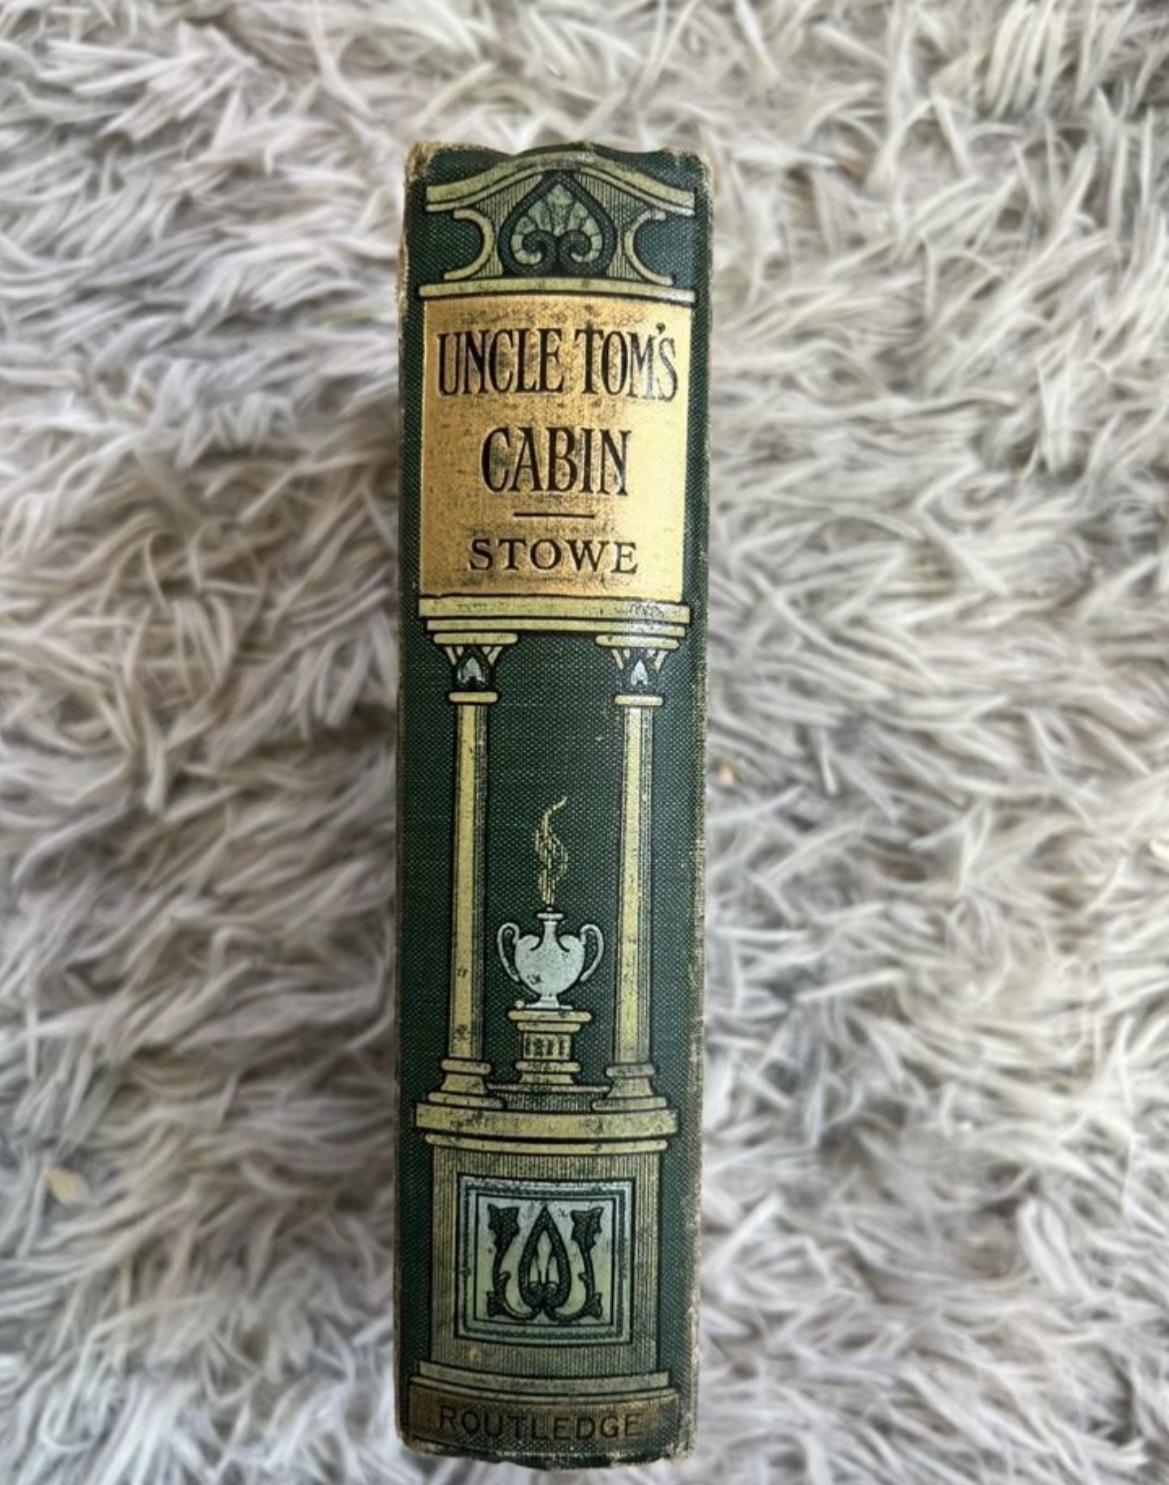 UNCLE TOM'S
CABIN
STOWE
ROUTLEDGE